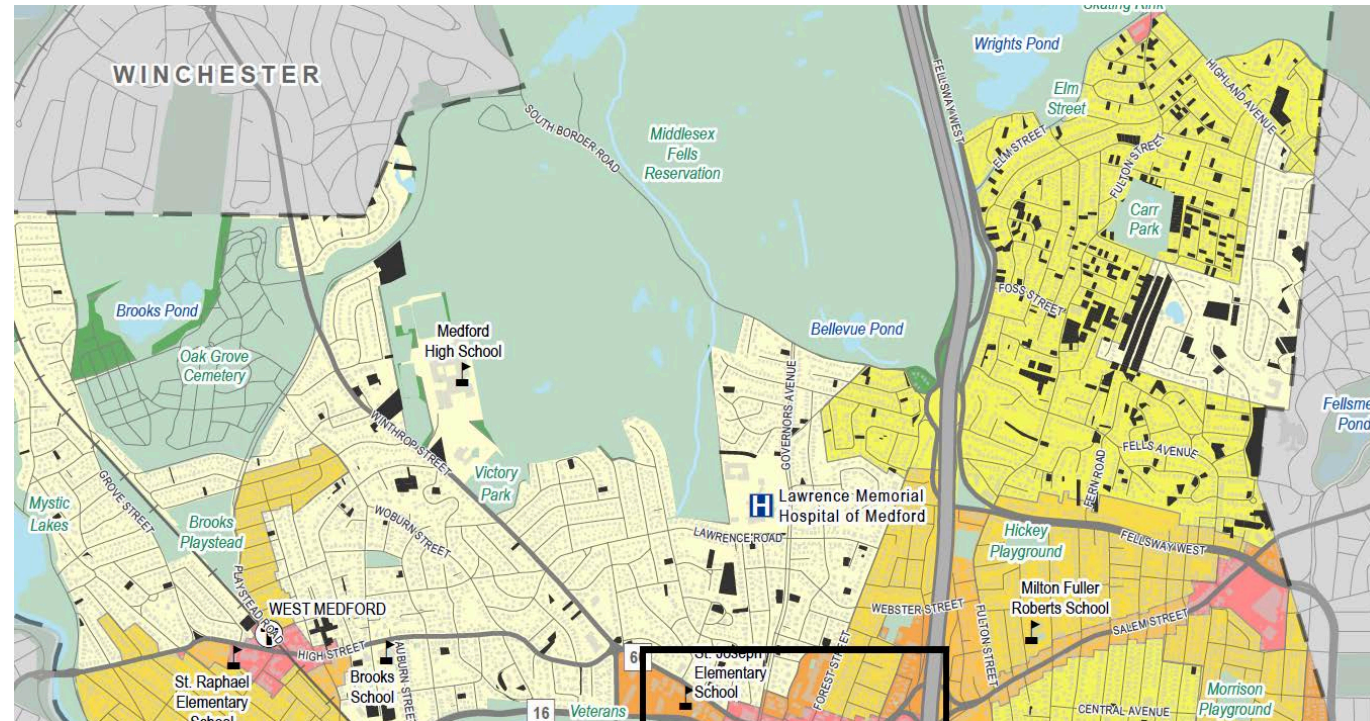 Skating Rink
Wrights Pond
WINCHESTER
FELLSWAY WEST
HIGHLAND AVENUE
Elm
Street
SOUTH BORDER ROAD
Middlesex
Fells
Reservation
ELM STREET
FULTON STREET
Carr
Park
FOSS STREET
Brooks Pond
Medford
High School
Bellevue Pond
Oak Grove
Cemetery
GOVERNORS AVENUE
WINTHROP STREET
FELLS AVENUE
FERN ROAD
GROVE STREET
Victory
Park
H
Lawrence Memorial
Hospital of Medford
Mystic
Lakes
Brooks
Playstead
WOBURN STREET
LAWRENCE ROAD
Hickey
Playground
FELLSWAY WEST
PLAYSTEAD ROAD
WEST MEDFORD
WEBSTER STREET
FULTON STREET
Milton Fuller
Roberts School
SALEM STREET
HIGH STREET
AUBURN STREET
FOREST STREET
St. Raphael
Elementary
School
Brooks
School
St. Joseph
Elementary
School
16
Veterans
CENTRAL AVENUE
Morrison
Playground
Pond